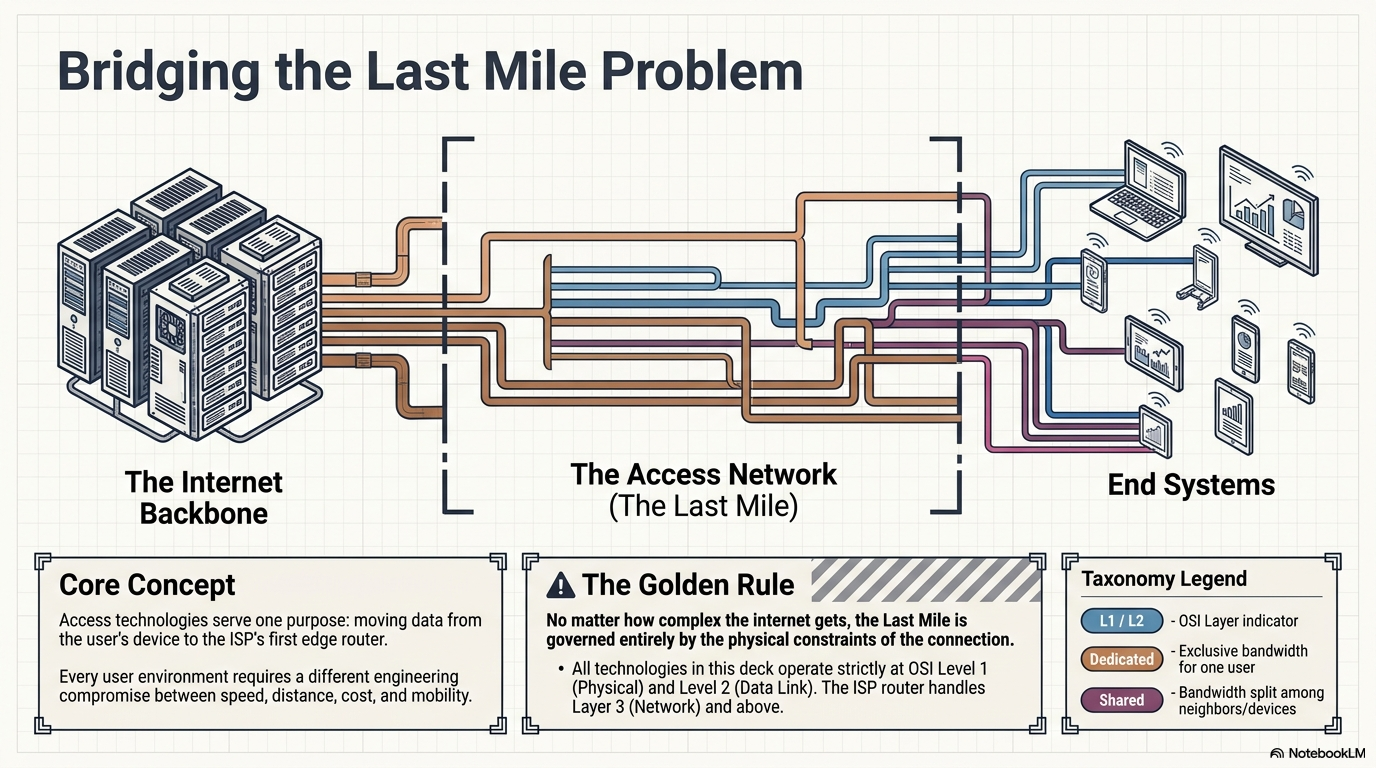 Bridging the Last Mile Problem
The Internet
Backbone
The Access Network
(The Last Mile)
End Systems
Core Concept
Access technologies serve one purpose: moving data from
the user's device to the ISP's first edge router.
Every user environment requires a different engineering
compromise between speed, distance, cost, and mobility.
The Golden Rule
No matter how complex the internet gets, the Last Mile is
governed entirely by the physical constraints of the connection.
• All technologies in this deck operate strictly at OSI Level 1
(Physical) and Level 2 (Data Link). The ISP router handles
Layer 3 (Network) and above.
Taxonomy Legend
L1 / L2 - OSI Layer indicator
Dedicated - Exclusive bandwidth
for one user
Shared - Bandwidth split among
neighbors/devices
NotebookLM